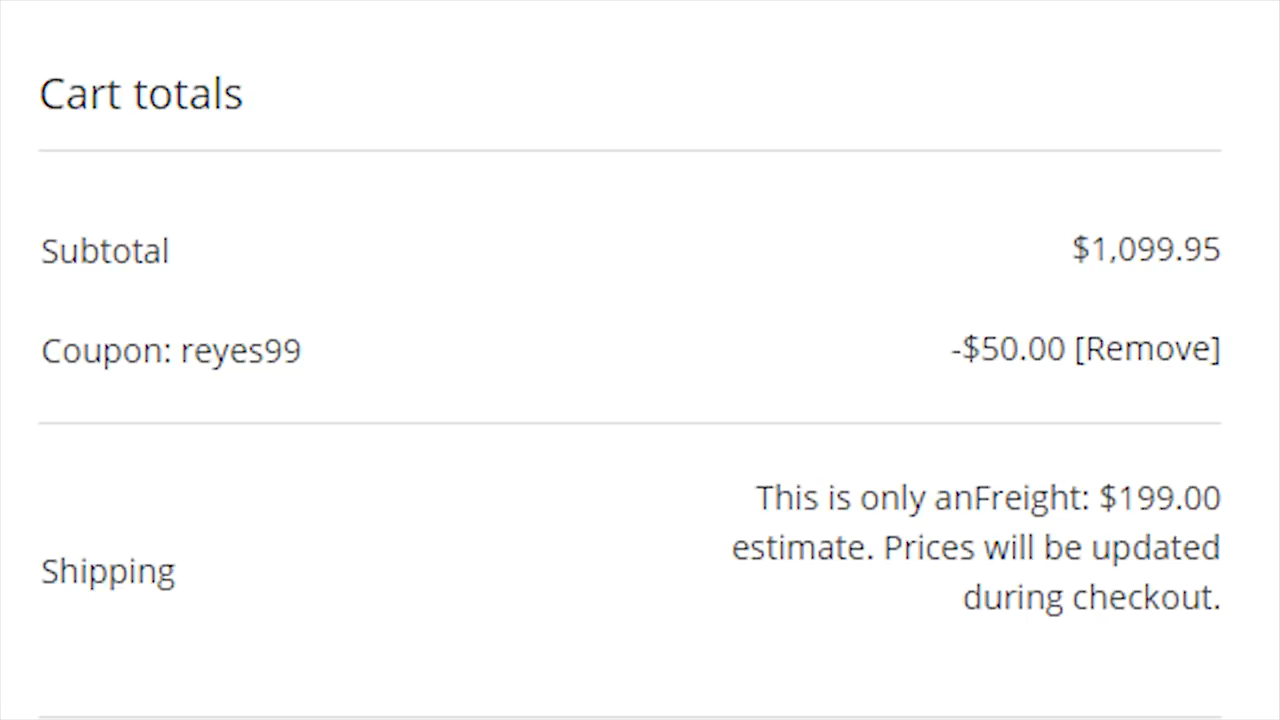 Cart totals
Subtotal $1,099.95
Coupon: reyes99 -$50.00 [Remove]
Shipping
This is only anFreight: $199.00
estimate. Prices will be updated
during checkout.